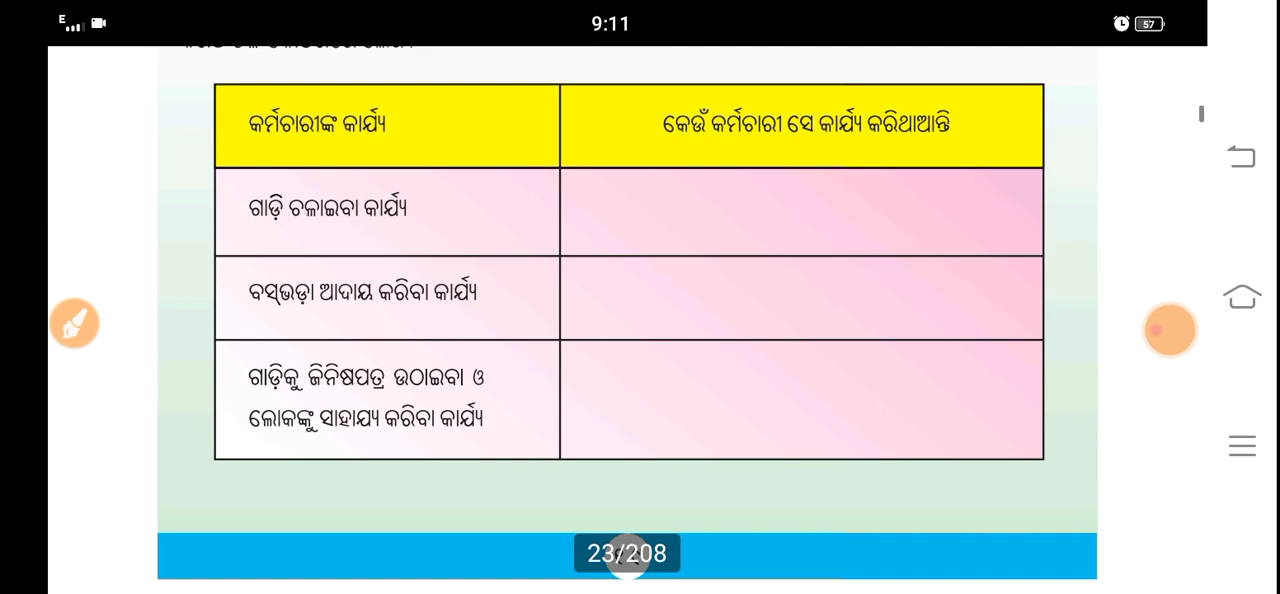 E
9:11
57
କର୍ମଚାରୀଙ୍କ କାର୍ଯ୍ୟ
କେଉଁ କର୍ମଚାରୀ ସେ କାର୍ଯ୍ୟ କରିଥାଆନ୍ତି
ଗାଡ଼ି ଚଳାଇବା କାର୍ଯ୍ୟ
ବସ୍‌ଭଡ଼ା ଆଦାୟ କରିବା କାର୍ଯ୍ୟ
ଗାଡ଼ିକୁ ଜିନିଷପତ୍ର ଉଠାଇବା ଓ
ଲୋକଙ୍କୁ ସାହାଯ୍ୟ କରିବା କାର୍ଯ୍ୟ
23/208